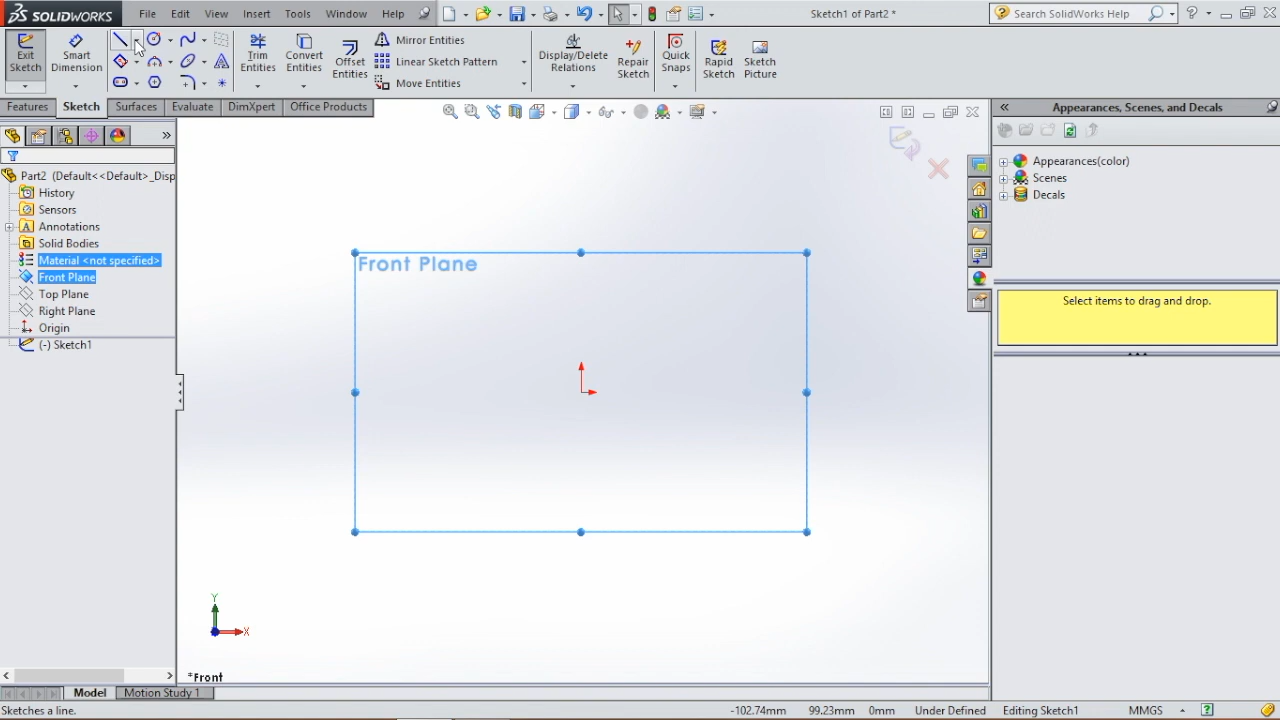 SOLIDWORKS
File Edit View Insert Tools Window Help
Sketch1 of Part2 *
Search SolidWorks Help
Exit Sketch
Smart Dimension
Trim Entities
Convert Entities
Offset Entities
Mirror Entities
Linear Sketch Pattern
Move Entities
Display/Delete Relations
Repair Sketch
Quick Snaps
Rapid Sketch
Sketch Picture
Features Sketch Surfaces Evaluate DimXpert Office Products
Appearances, Scenes, and Decals
Part2 (Default<<Default>_Disp
History
Sensors
Annotations
Solid Bodies
Material <not specified>
Front Plane
Top Plane
Right Plane
Origin
(-) Sketch1
Front Plane
Y
X
*Front
Appearances(color)
Scenes
Decals
Select items to drag and drop.
Model Motion Study 1
Sketches a line.
-102.74mm 99.23mm 0mm Under Defined Editing Sketch1 MMGS